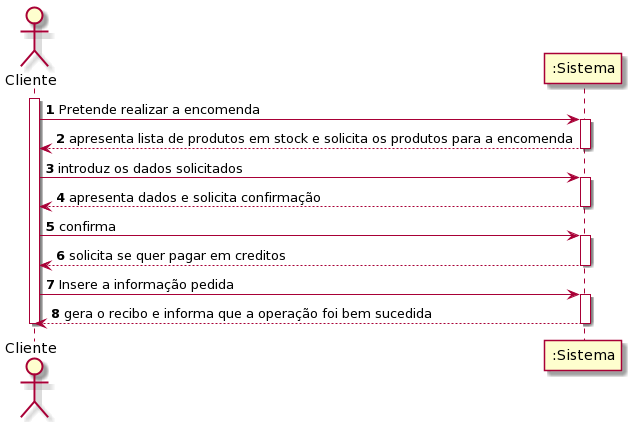 Cliente
:Sistema
1 Pretende realizar a encomenda
2 apresenta lista de produtos em stock e solicita os produtos para a encomenda
3 introduz os dados solicitados
4 apresenta dados e solicita confirmação
5 confirma
6 solicita se quer pagar em creditos
7 Insere a informação pedida
8 gera o recibo e informa que a operação foi bem sucedida
Cliente
:Sistema